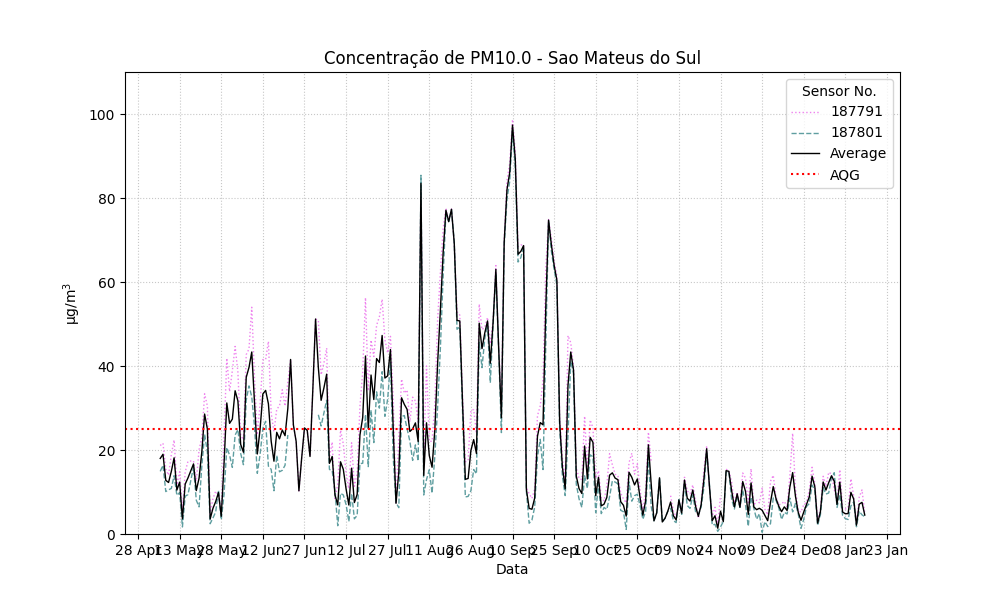 Concentração de PM10.0 - Sao Mateus do Sul
Sensor No.
187791
187801
Average
AQG
100
80
60
40
20
0
µg/m³
28 Apr 13 May 28 May 12 Jun 27 Jun 12 Jul 27 Jul 11 Aug 26 Aug 10 Sep 25 Sep 10 Oct 25 Oct 09 Nov 24 Nov 09 Dec 24 Dec 08 Jan 23 Jan
Data